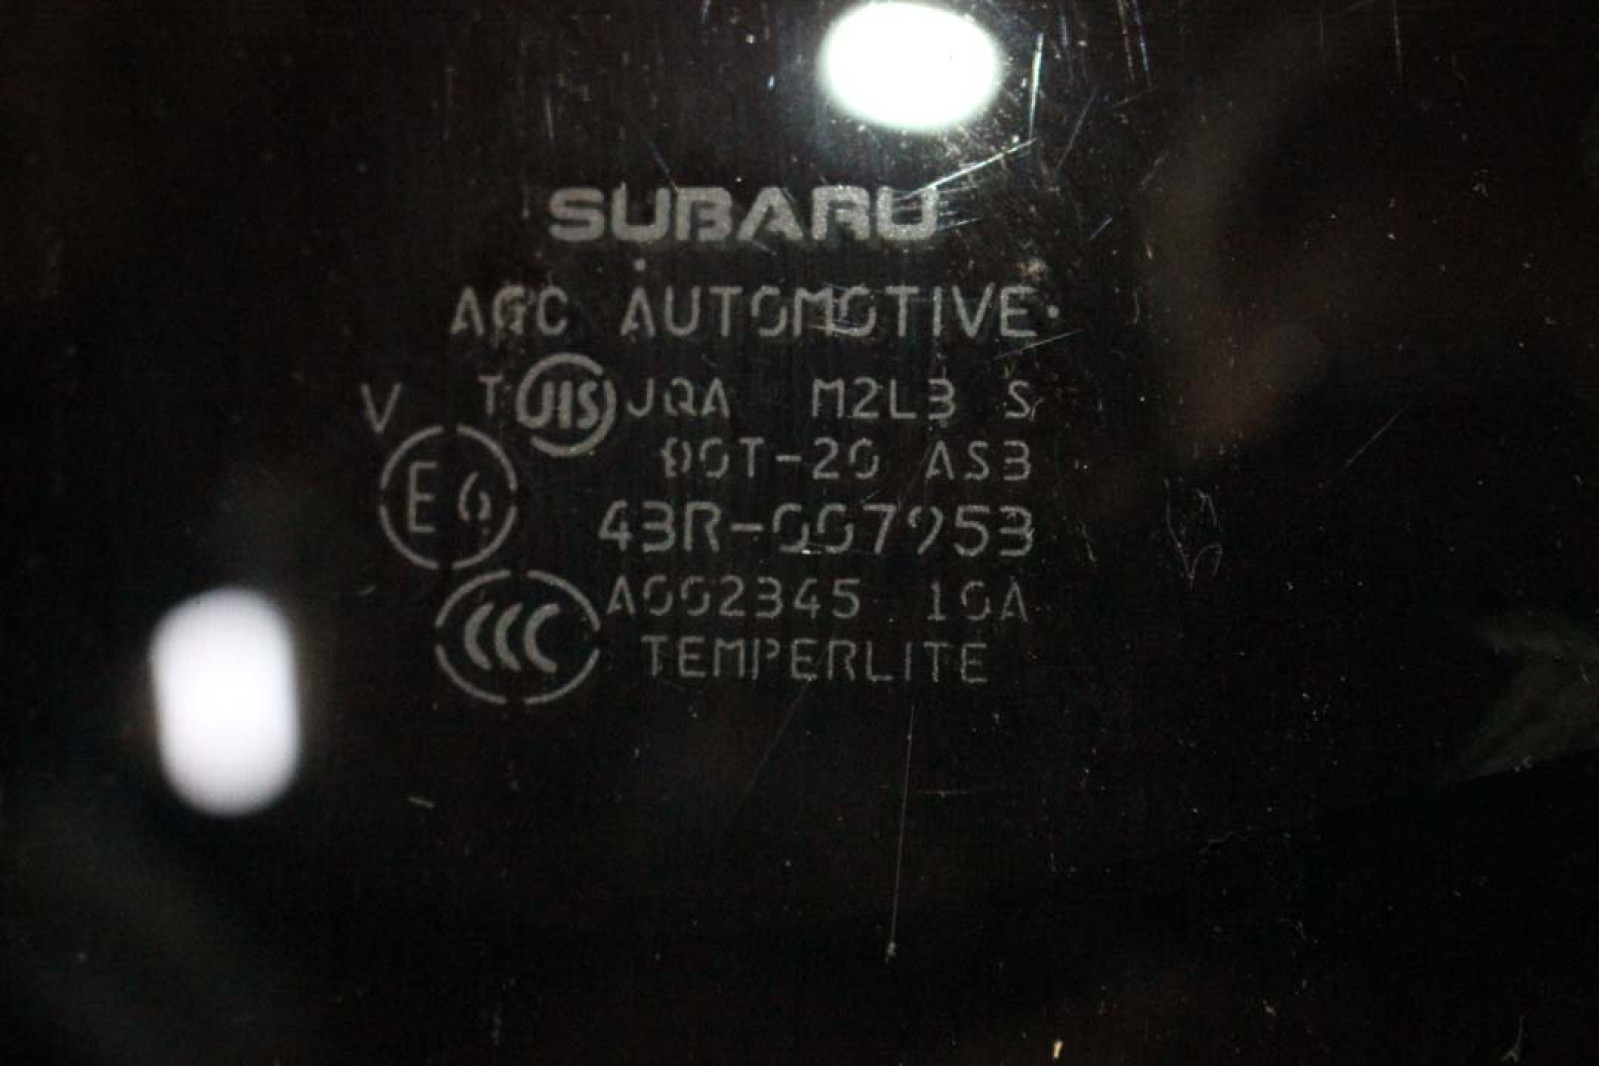 SUBARU
AGC AUTOMOTIVE
V T JIS JQA M2L3 S
DOT-20 AS3
E6 43R-007953
CCC A002345 10A
TEMPERLITE